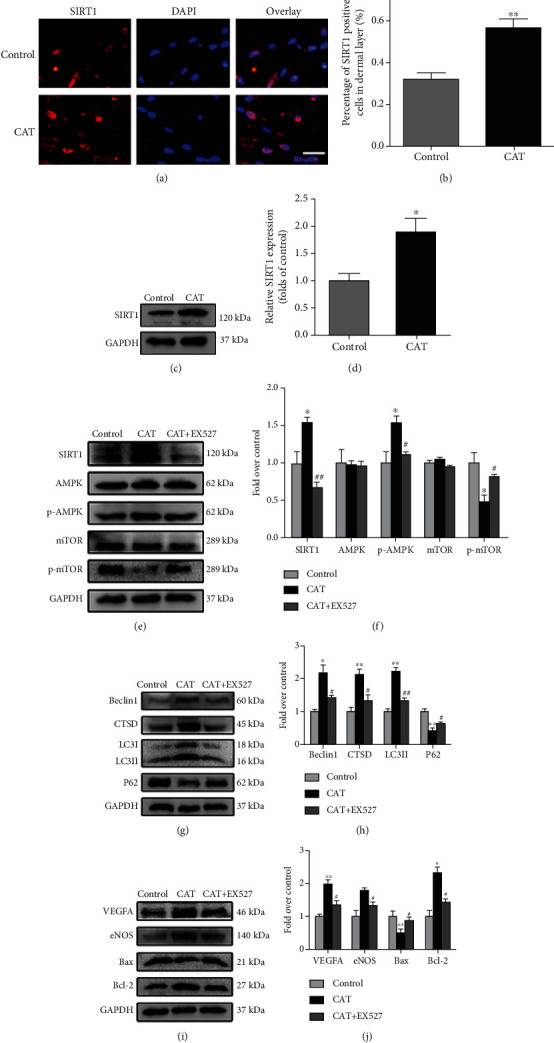 SIRT1 DAPI Overlay
Control
CAT
(a)
Percentage of SIRT1 positive
cells in dermal layer (%)
0.6
0.4
0.2
0.0
**
Control CAT
(b)
Control CAT
SIRT1 120 kDa
GAPDH 37 kDa
(c)
Relative SIRT1 expression
(folds of control)
2.5
2.0
1.5
1.0
0.5
0.0
*
Control CAT
(d)
Control CAT CAT+EX527
SIRT1 120 kDa
AMPK 62 kDa
p-AMPK 62 kDa
mTOR 289 kDa
p-mTOR 289 kDa
GAPDH 37 kDa
(e)
Fold over control
2.0
1.5
1.0
0.5
0.0
* ## * # * #
SIRT1 AMPK p-AMPK mTOR p-mTOR
Control
CAT
CAT+EX527
(f)
Control CAT CAT+EX527
Beclin1 60 kDa
CTSD 45 kDa
LC3I 18 kDa
LC3II 16 kDa
P62 62 kDa
GAPDH 37 kDa
(g)
Fold over control
3
2
1
0
* # ** # ** ## ** #
Beclin1 CTSD LC3II P62
Control
CAT
CAT+EX527
(h)
Control CAT CAT+EX527
VEGFA 46 kDa
eNOS 140 kDa
Bax 21 kDa
Bcl-2 27 kDa
GAPDH 37 kDa
(i)
Fold over control
3
2
1
0
** # # ** # * #
VEGFA eNOS Bax Bcl-2
Control
CAT
CAT+EX527
(j)